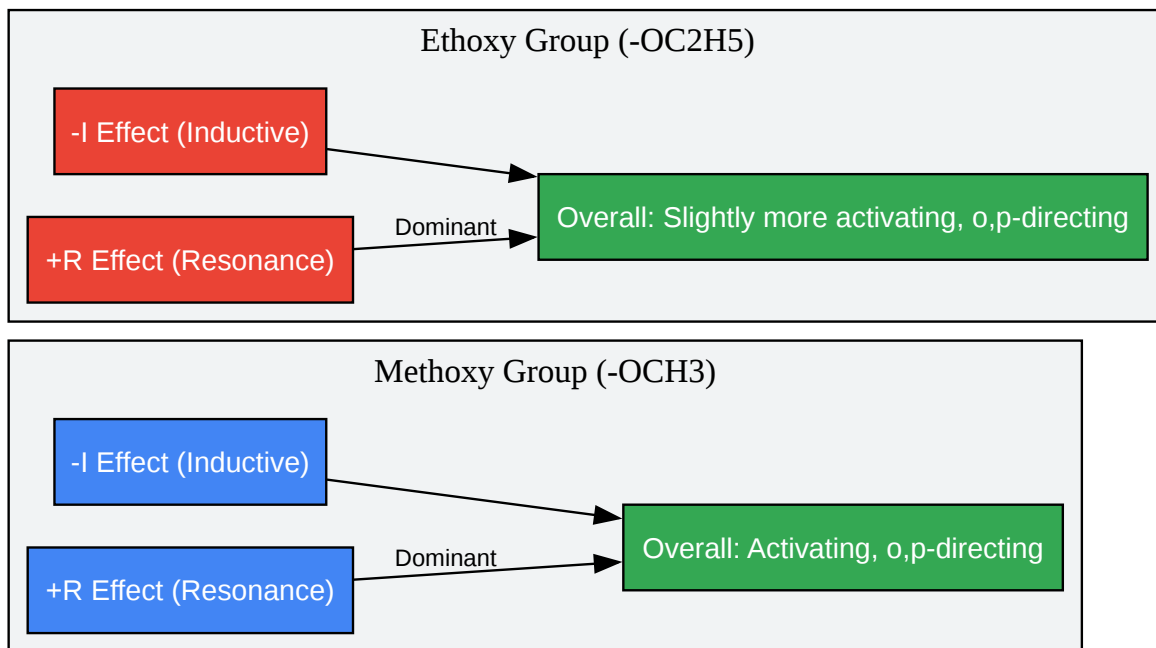 Ethoxy Group (-OC2H5)
-I Effect (Inductive)
+R Effect (Resonance)
Dominant
Overall: Slightly more activating, o,p-directing
Methoxy Group (-OCH3)
-I Effect (Inductive)
+R Effect (Resonance)
Dominant
Overall: Activating, o,p-directing